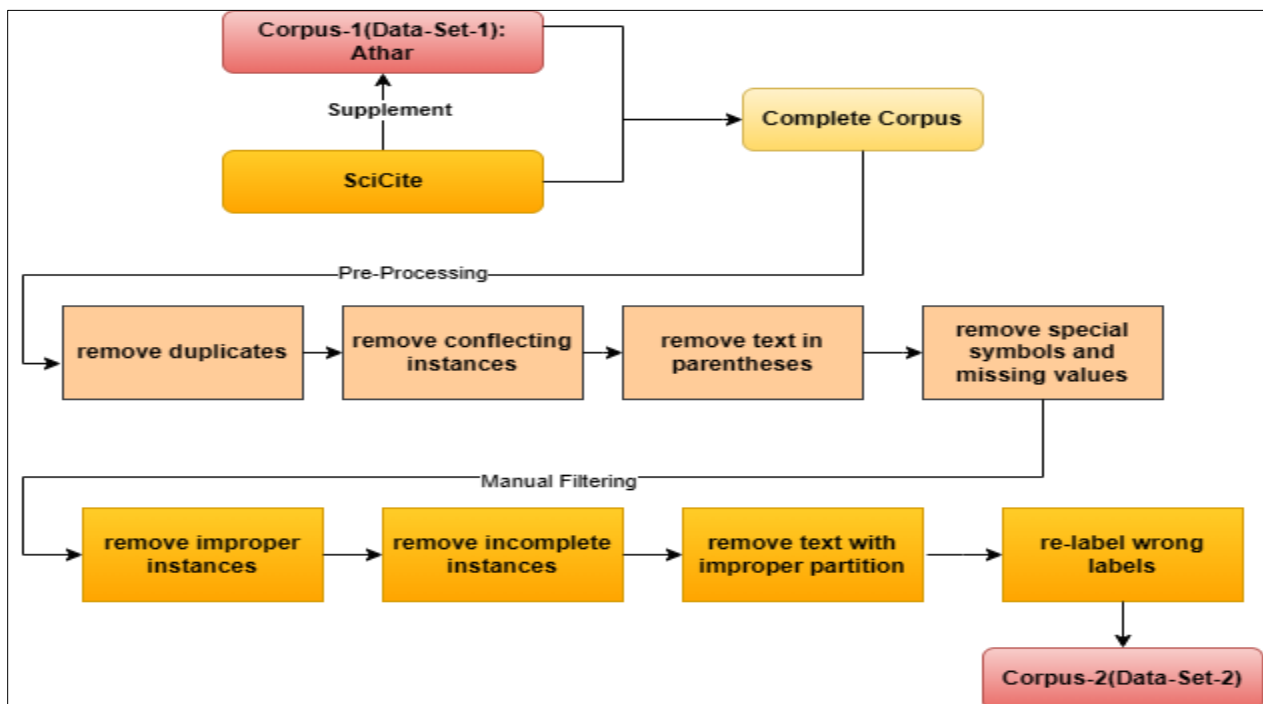 Corpus-1(Data-Set-1):
Athar
Supplement
SciCite
Complete Corpus
Pre-Processing
remove duplicates
remove conflecting
instances
remove text in
parentheses
remove special
symbols and
missing values
Manual Filtering
remove improper
instances
remove incomplete
instances
remove text with
improper partition
re-label wrong
labels
Corpus-2(Data-Set-2)